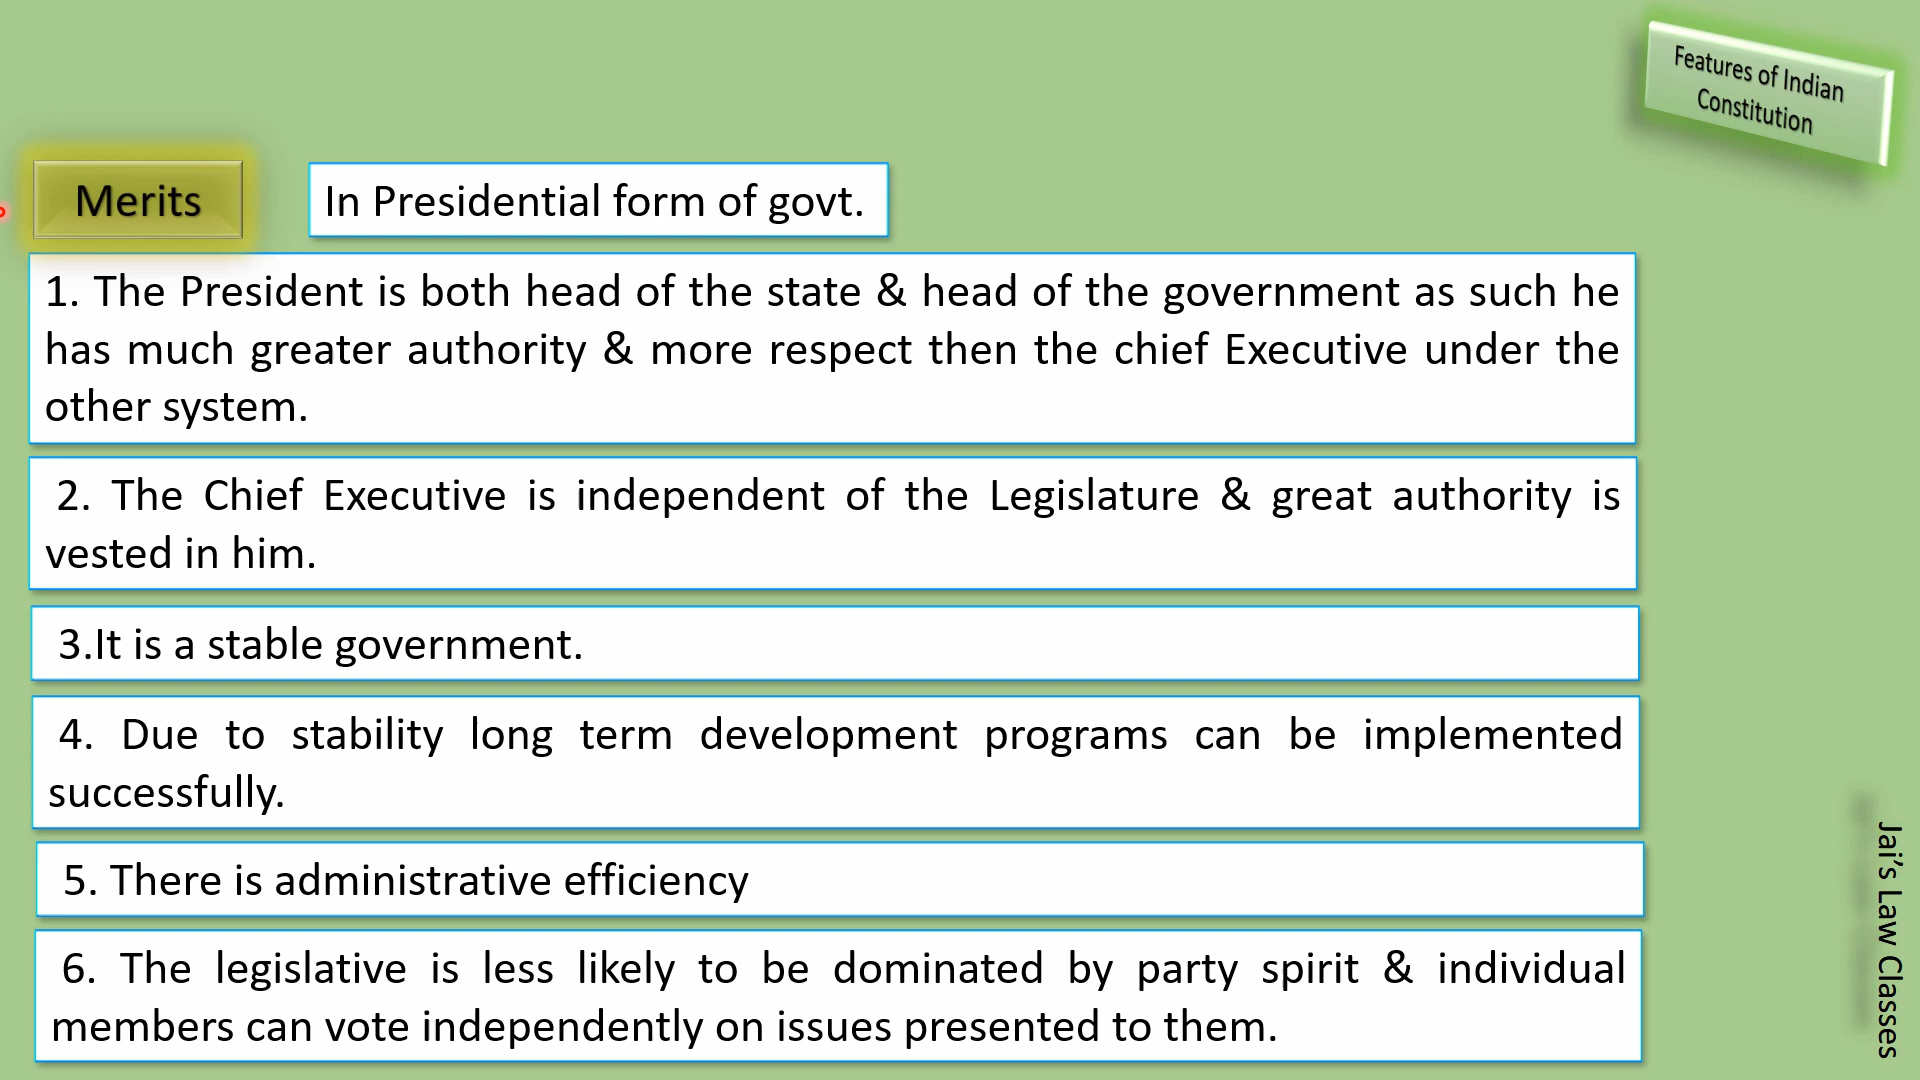 Features of Indian
Constitution
Merits
In Presidential form of govt.
1. The President is both head of the state & head of the government as such he
has much greater authority & more respect then the chief Executive under the
other system.
2. The Chief Executive is independent of the Legislature & great authority is
vested in him.
3.It is a stable government.
4. Due to stability long term development programs can be implemented
successfully.
5. There is administrative efficiency
6. The legislative is less likely to be dominated by party spirit & individual
members can vote independently on issues presented to them.
Jai’s Law Classes